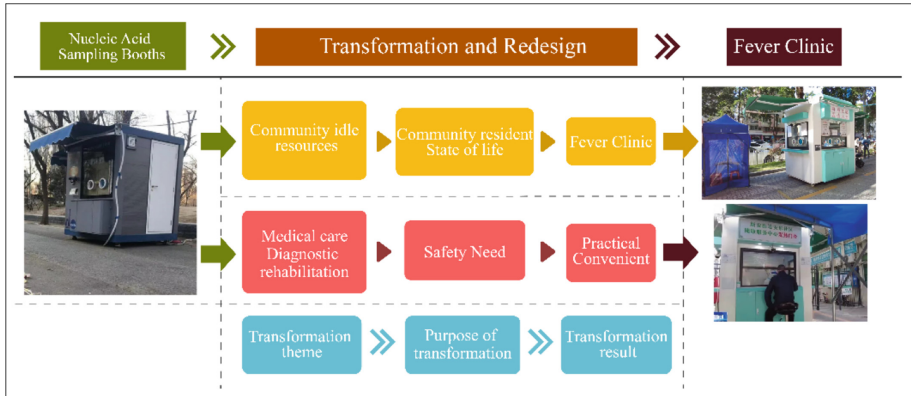 Nucleic Acid
Sampling Booths
Transformation and Redesign
Fever Clinic
Community idle
resources
Community resident
State of life
Fever Clinic
Medical care
Diagnostic
rehabilitation
Safety Need
Practical
Convenient
Transformation
theme
Purpose of
transformation
Transformation
result